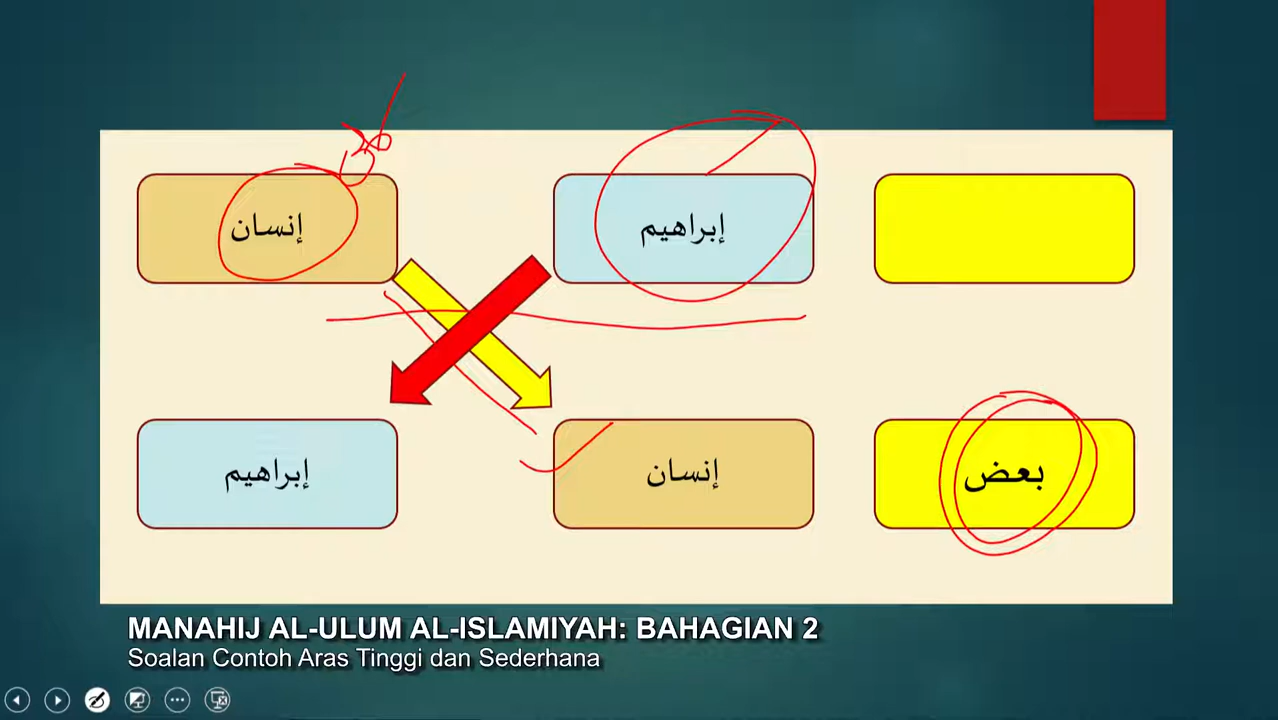 إبراهيم إنسان
بعض إنسان إبراهيم
MANAHIJ AL-ULUM AL-ISLAMIYAH: BAHAGIAN 2
Soalan Contoh Aras Tinggi dan Sederhana